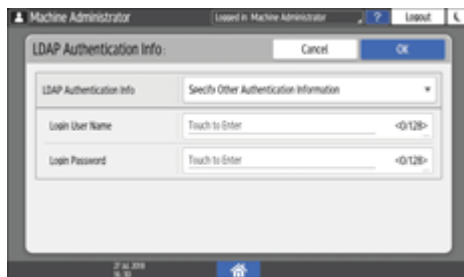 Machine Administrator Logged in Machine Administrator ? Logout
LDAP Authentication Info: Cancel OK
LDAP Authentication Info Specify Other Authentication Information
Login User Name Touch to Enter <0/128>
Login Password Touch to Enter <0/128>